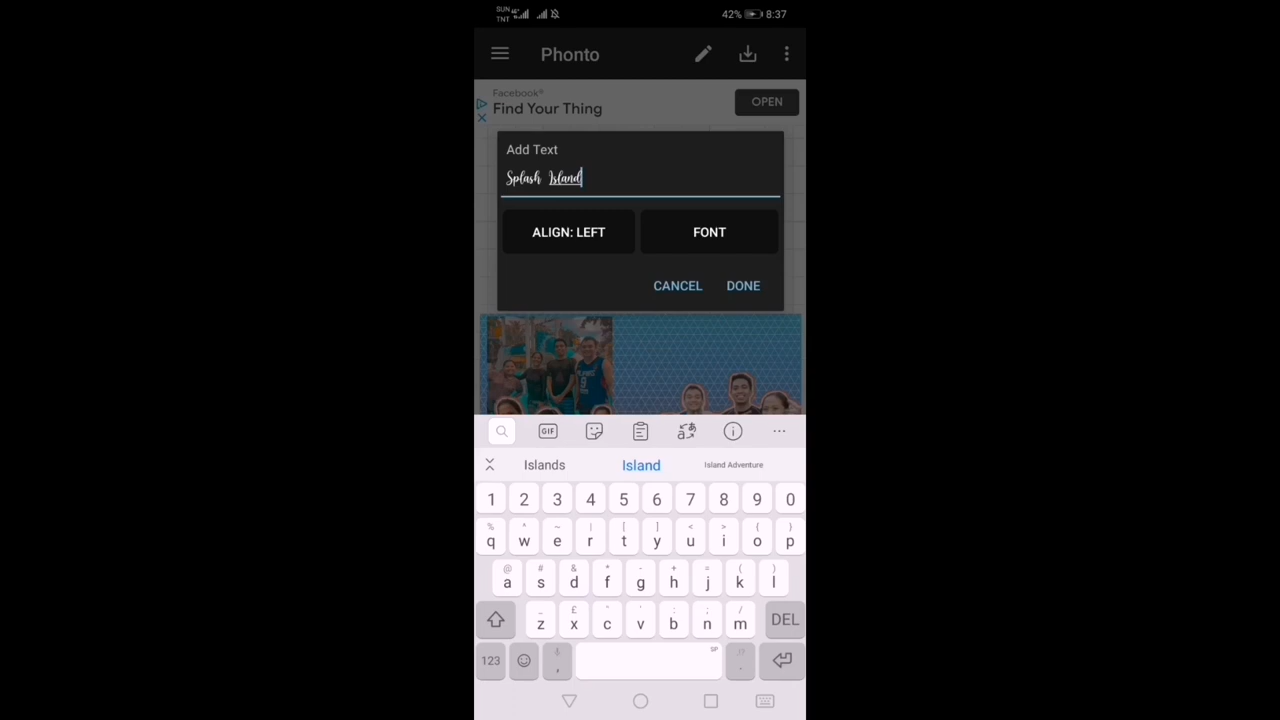 SUN
TNT
42% 8:37
Phonto
Facebook®
Find Your Thing
OPEN
Add Text
Splash Island
ALIGN: LEFT
FONT
CANCEL
DONE
GIF
Islands
Island
Island Adventure
1 2 3 4 5 6 7 8 9 0
% ^ ~ | [ ] < > { }
q w e r t y u i o p
@ # & * - + = ( )
a s d f g h j k l
_ £ " ' : ; /
z x c v b n m
DEL
SP
,!?
123 , .